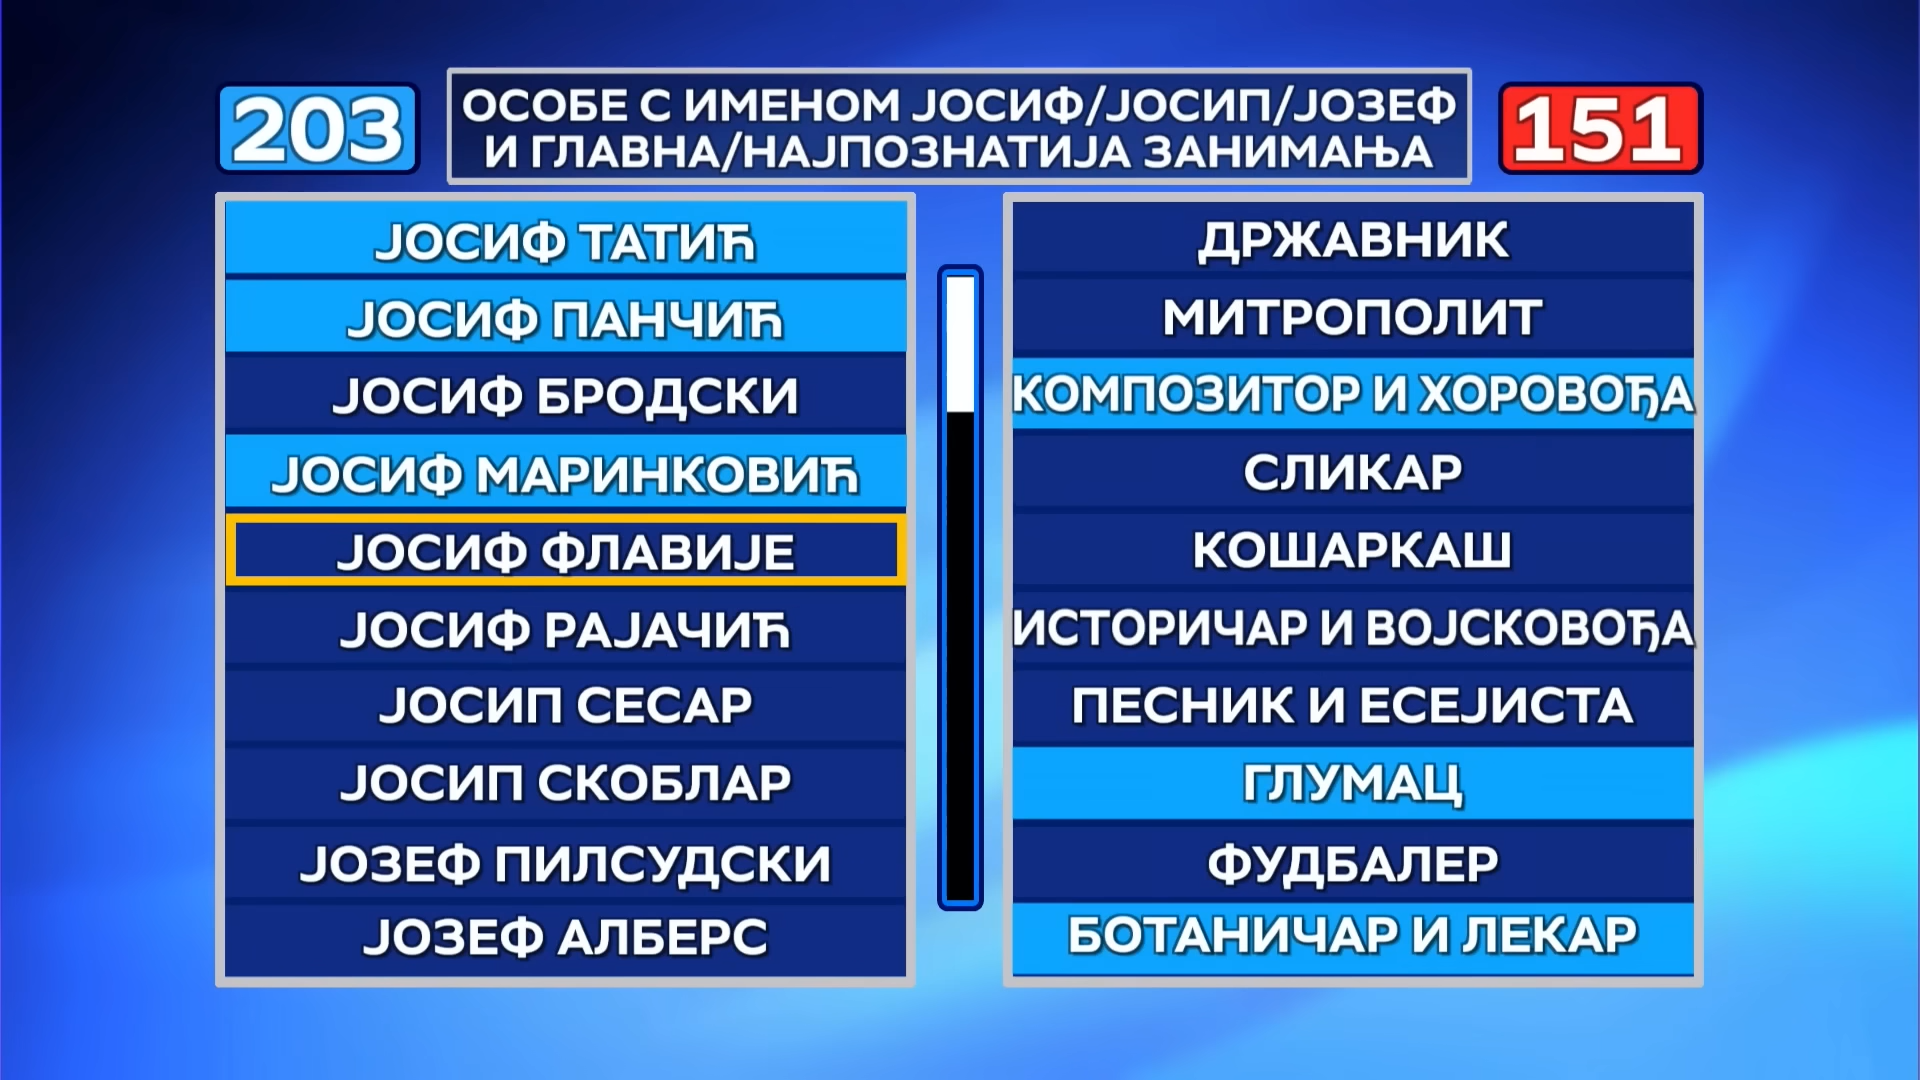 203
ОСОБЕ С ИМЕНОМ ЈОСИФ/ЈОСИП/ЈОЗЕФ
И ГЛАВНА/НАЈПОЗНАТИЈА ЗАНИМАЊА
151
ЈОСИФ ТАТИЋ
ЈОСИФ ПАНЧИЋ
ЈОСИФ БРОДСКИ
ЈОСИФ МАРИНКОВИЋ
ЈОСИФ ФЛАВИЈЕ
ЈОСИФ РАЈАЧИЋ
ЈОСИП СЕСАР
ЈОСИП СКОБЛАР
ЈОЗЕФ ПИЛСУДСКИ
ЈОЗЕФ АЛБЕРС
ДРЖАВНИК
МИТРОПОЛИТ
КОМПОЗИТОР И ХОРОВОЂА
СЛИКАР
КОШАРКАШ
ИСТОРИЧАР И ВОЈСКОВОЂА
ПЕСНИК И ЕСЕЈИСТА
ГЛУМАЦ
ФУДБАЛЕР
БОТАНИЧАР И ЛЕКАР